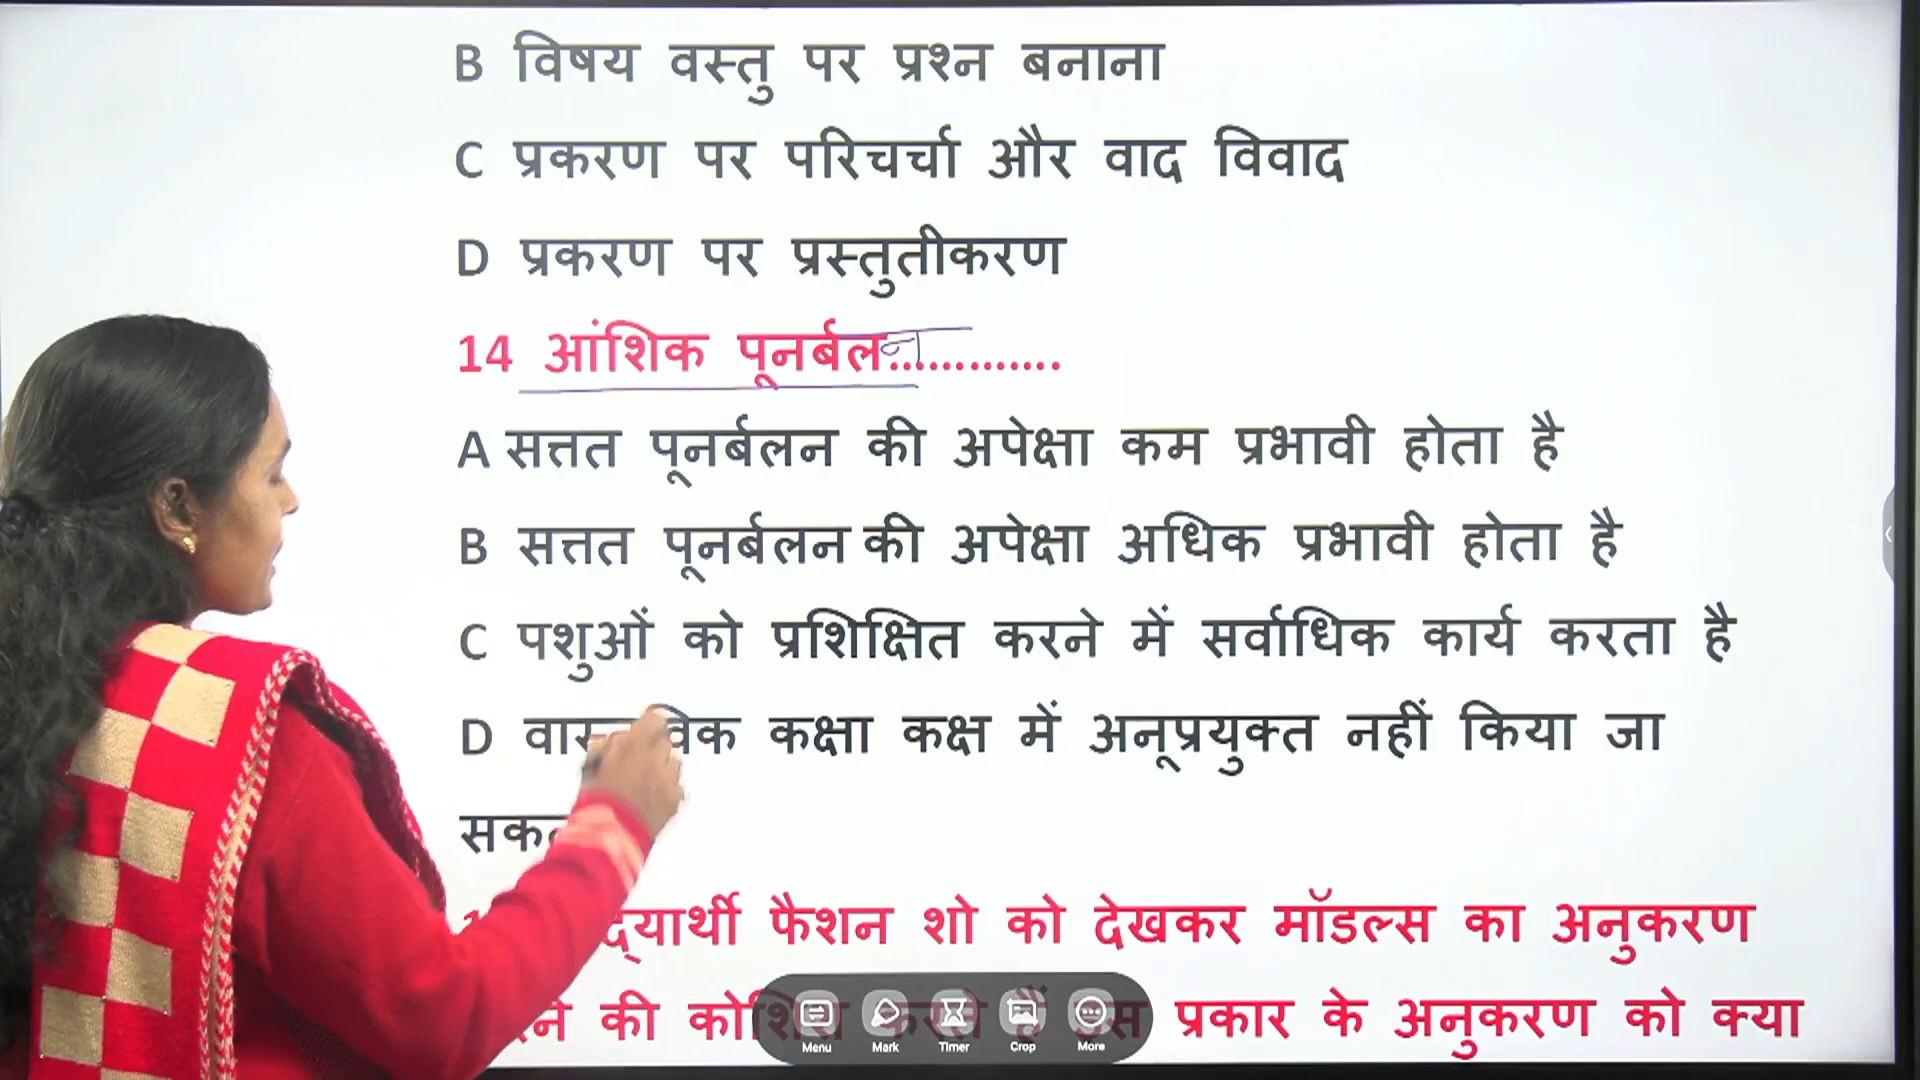 B विषय वस्तु पर प्रश्न बनाना
C प्रकरण पर परिचर्चा और वाद विवाद
D प्रकरण पर प्रस्तुतीकरण
14 आंशिक पूनर्बलन.............
A सत्तत पूनर्बलन की अपेक्षा कम प्रभावी होता है
B सत्तत पूनर्बलन की अपेक्षा अधिक प्रभावी होता है
C पशुओं को प्रशिक्षित करने में सर्वाधिक कार्य करता है
D कक्षा कक्ष में अनूप्रयुक्त नहीं किया जा
फैशन शो को देखकर मॉडल्स का अनुकरण
की करते हैं प्रकार के अनुकरण को क्या
Menu Mark Timer Crop More